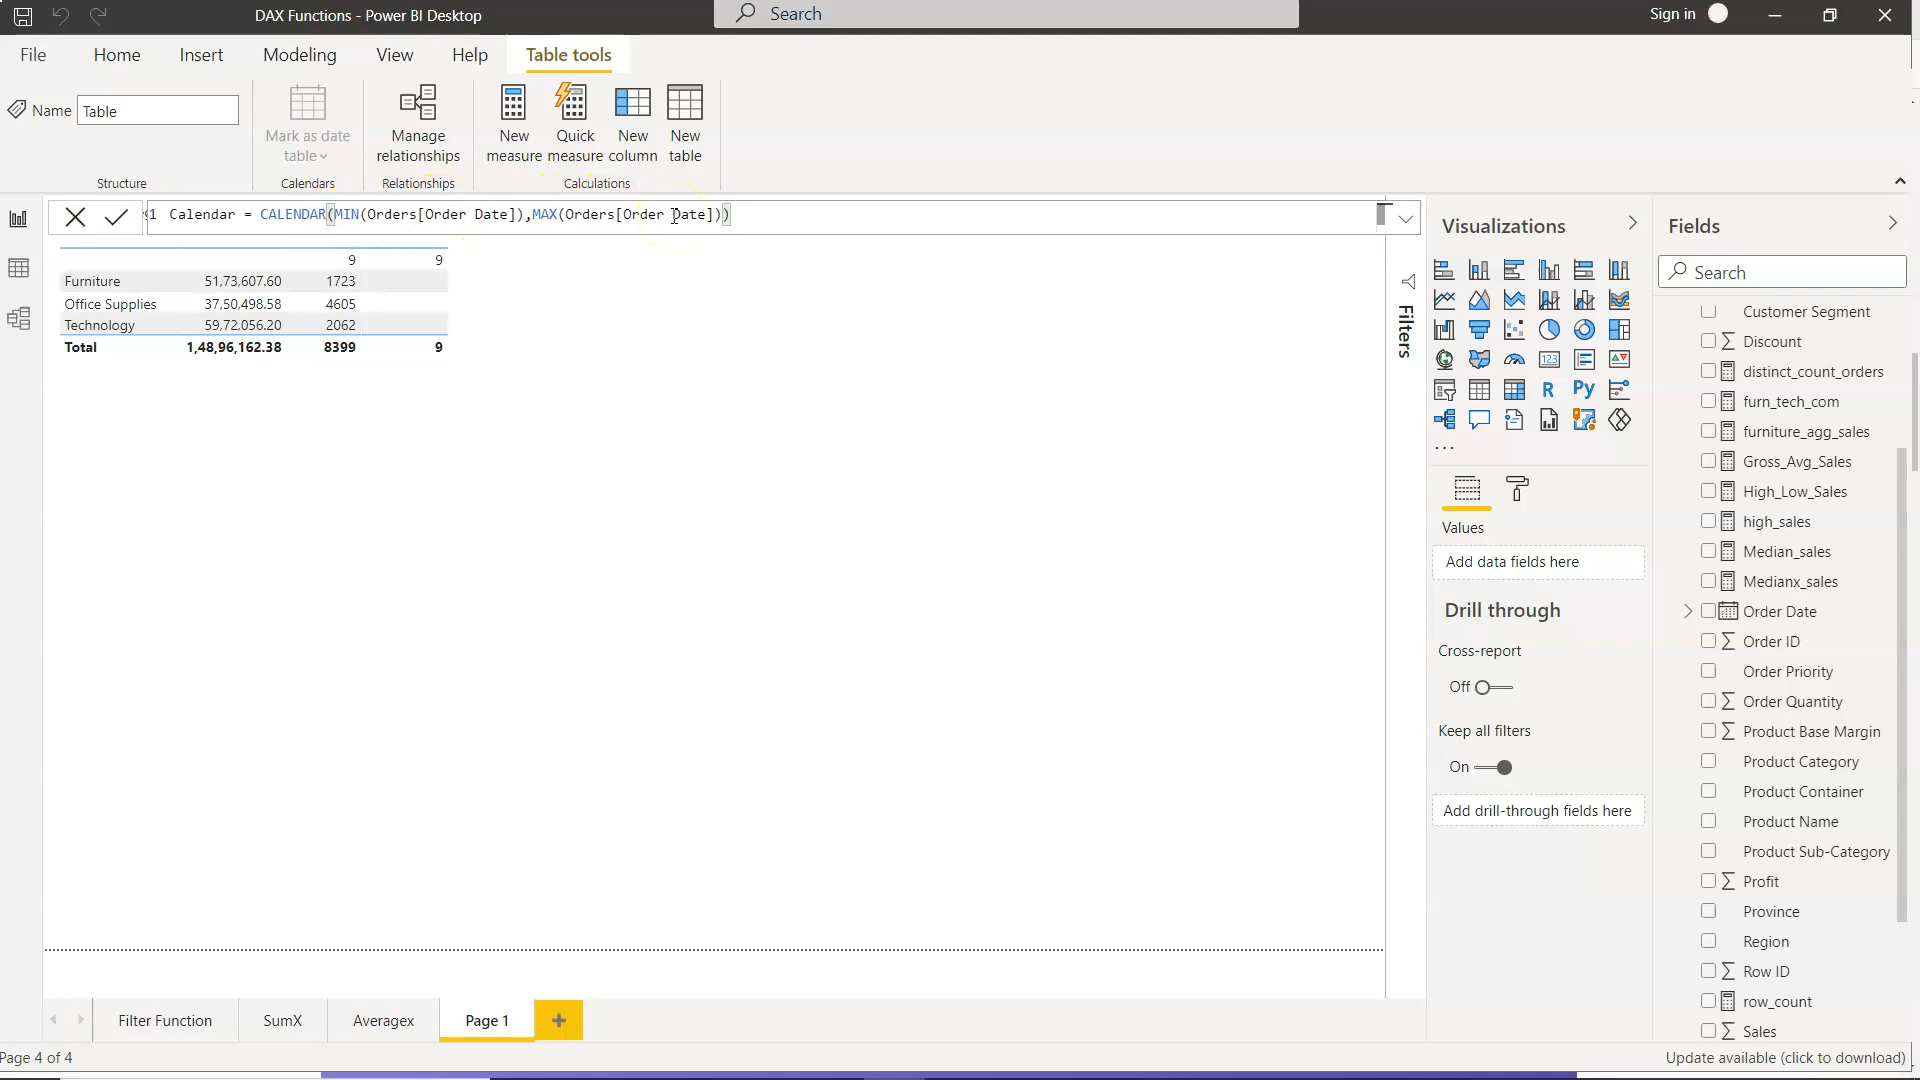 DAX Functions - Power BI Desktop
Search
Sign in
File
Home
Insert
Modeling
View
Help
Table tools
Name
Table
Mark as date table
Manage relationships
New measure
Quick measure
New column
New table
Structure
Calendars
Relationships
Calculations
1 Calendar = CALENDAR(MIN(Orders[Order Date]),MAX(Orders[Order Date]))
9 9
Furniture 51,73,607.60 1723
Office Supplies 37,50,498.58 4605
Technology 59,72,056.20 2062
Total 1,48,96,162.38 8399 9
Filters
Visualizations
123
R
Py
...
Values
Add data fields here
Drill through
Cross-report
Off
Keep all filters
On
Add drill-through fields here
Fields
Search
Customer Segment
Discount
distinct_count_orders
furn_tech_com
furniture_agg_sales
Gross_Avg_Sales
High_Low_Sales
high_sales
Median_sales
Medianx_sales
Order Date
Order ID
Order Priority
Order Quantity
Product Base Margin
Product Category
Product Container
Product Name
Product Sub-Category
Profit
Province
Region
Row ID
row_count
Sales
Filter Function
SumX
Averagex
Page 1
Page 4 of 4
Update available (click to download)